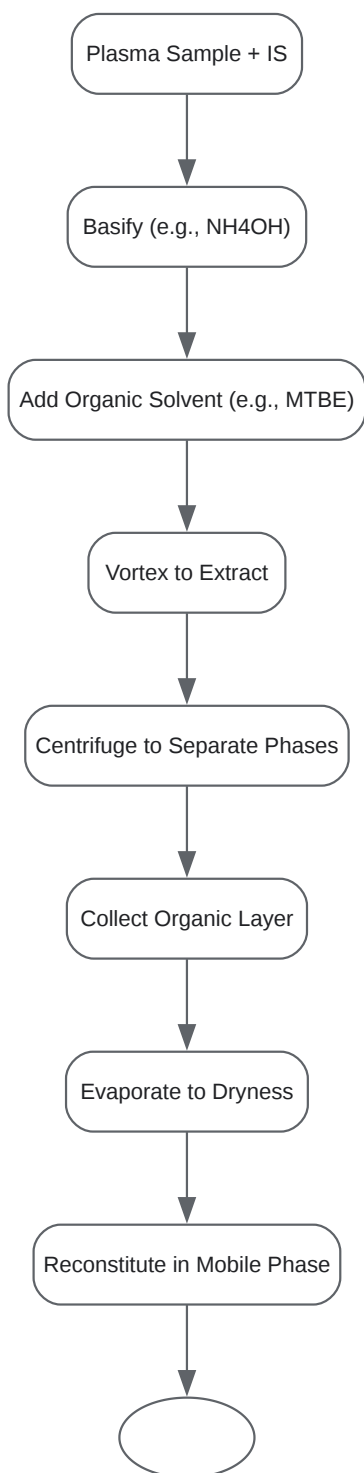 Plasma Sample + IS
Basify (e.g., NH4OH)
Add Organic Solvent (e.g., MTBE)
Vortex to Extract
Centrifuge to Separate Phases
Collect Organic Layer
Evaporate to Dryness
Reconstitute in Mobile Phase